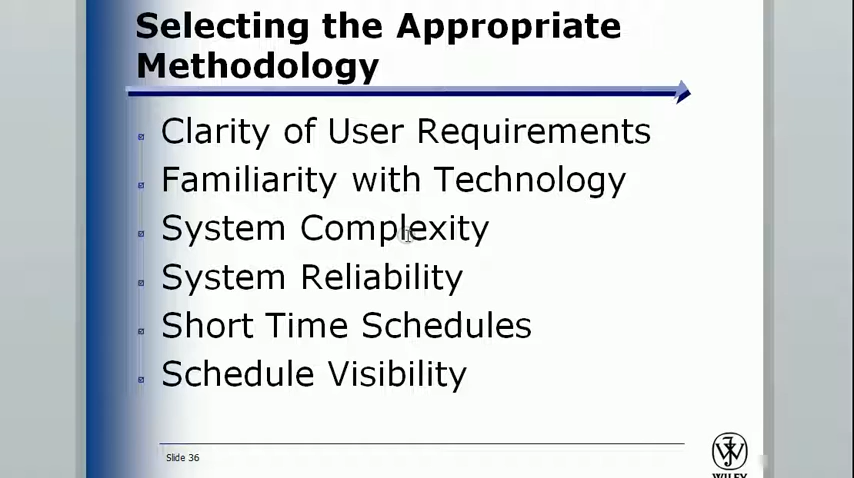 Selecting the Appropriate
Methodology
Clarity of User Requirements
Familiarity with Technology
System Complexity
System Reliability
Short Time Schedules
Schedule Visibility
Slide 36
WILEY